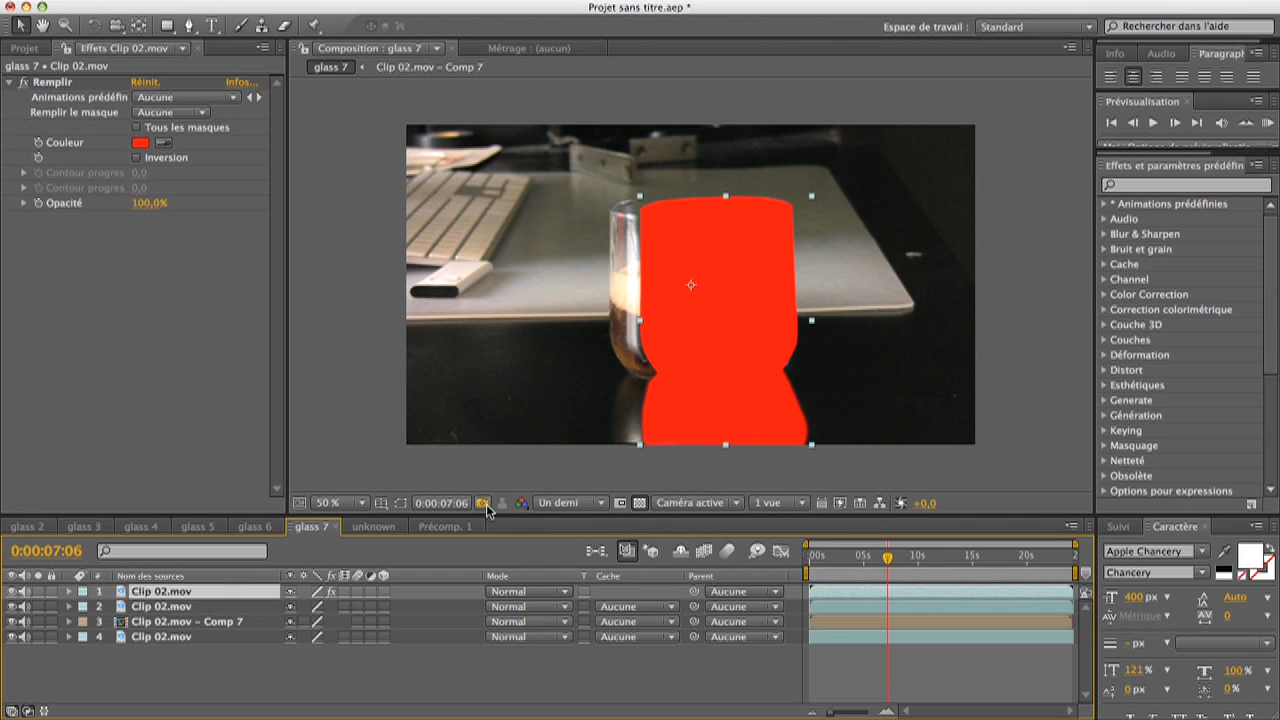 Projet sans titre.aep *
Espace de travail : Standard
Rechercher dans l'aide
Projet
Effets Clip 02.mov
Composition : glass 7
Métrage : (aucun)
Info
Audio
Paragraph
glass 7 • Clip 02.mov
glass 7
Clip 02.mov - Comp 7
fx Remplir Réinit. Infos...
Animations prédéfin Aucune
Remplir le masque Aucune
Tous les masques
Couleur
Inversion
Contour progres 0,0
Contour progres 0,0
Opacité 100,0%
Prévisualisation
Effets et paramètres prédéfin
* Animations prédéfinies
Audio
Blur & Sharpen
Bruit et grain
Cache
Channel
Color Correction
Correction colorimétrique
Couche 3D
Couches
Déformation
Distort
Esthétiques
Generate
Génération
Keying
Masquage
Netteté
Obsolète
Options pour expressions
50 % 0:00:07:06 Un demi Caméra active 1 vue +0,0
glass 2 glass 3 glass 4 glass 5 glass 6 glass 7 unknown Précomp. 1
0:00:07:06
:00s 05s 10s 15s 20s 2
# Nom des sources fx Mode T Cache Parent
1 Clip 02.mov fx Normal Aucune
2 Clip 02.mov Normal Aucune Aucune
3 Clip 02.mov - Comp 7 Normal Aucune Aucune
4 Clip 02.mov Normal Aucune Aucune
Suivi
Caractère
Apple Chancery
Chancery
400 px Auto
Métrique 0
- px
121 % 100 %
0 px 0 %